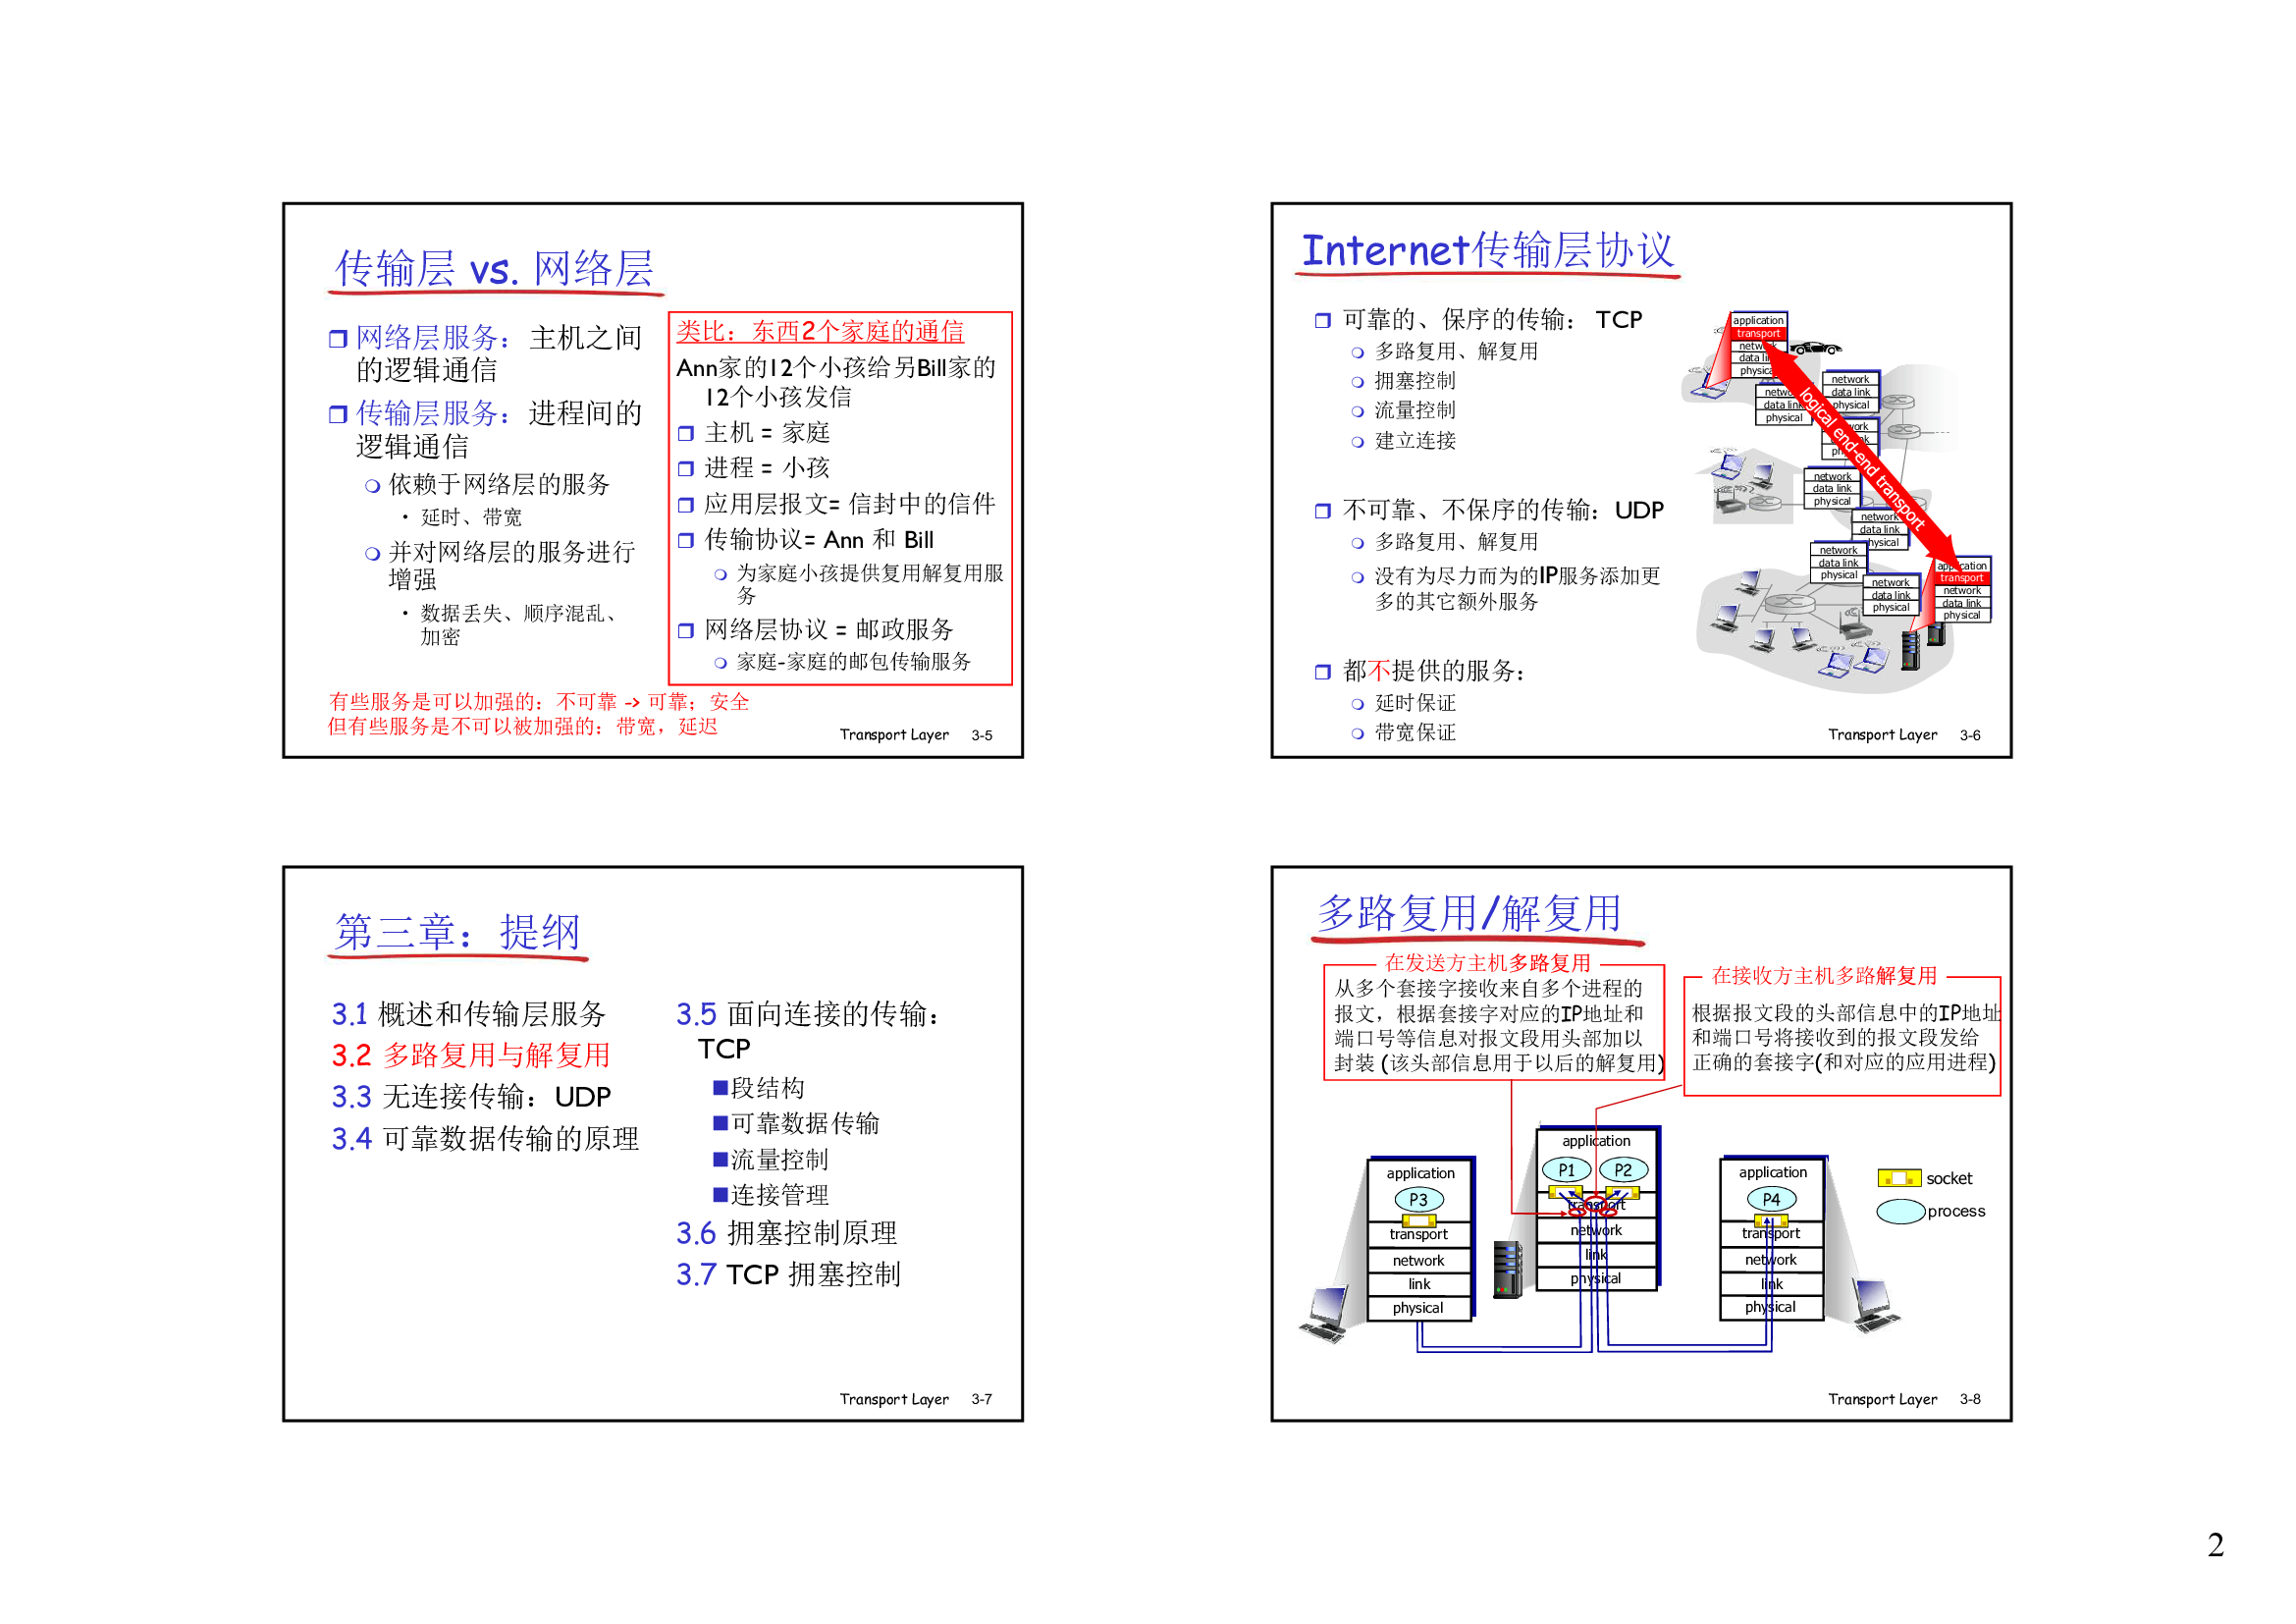 传输层 vs. 网络层
网络层服务：主机之间
的逻辑通信
传输层服务：进程间的
逻辑通信
依赖于网络层的服务
• 延时、带宽
并对网络层的服务进行
增强
• 数据丢失、顺序混乱、
加密
类比：东西2个家庭的通信
Ann家的12个小孩给另Bill家的
12个小孩发信
主机 = 家庭
进程 = 小孩
应用层报文= 信封中的信件
传输协议= Ann 和 Bill
为家庭小孩提供复用解复用服
务
网络层协议 = 邮政服务
家庭-家庭的邮包传输服务
有些服务是可以加强的：不可靠 -> 可靠；安全
但有些服务是不可以被加强的：带宽，延迟
Transport Layer 3-5
Internet传输层协议
可靠的、保序的传输： TCP
多路复用、解复用
拥塞控制
流量控制
建立连接
不可靠、不保序的传输：UDP
多路复用、解复用
没有为尽力而为的IP服务添加更
多的其它额外服务
都不提供的服务：
延时保证
带宽保证
application
transport
data link
physical
network
data link
physical
logical end-end transport
network
data link
physical
network
data link
physical
network
data link
physical
network
data link
physical
application
transport
network
data link
physical
Transport Layer 3-6
第三章：提纲
3.1 概述和传输层服务
3.2 多路复用与解复用
3.3 无连接传输：UDP
3.4 可靠数据传输的原理
3.5 面向连接的传输：
TCP
段结构
可靠数据传输
流量控制
连接管理
3.6 拥塞控制原理
3.7 TCP 拥塞控制
Transport Layer 3-7
多路复用/解复用
在发送方主机多路复用
从多个套接字接收来自多个进程的
报文，根据套接字对应的IP地址和
端口号等信息对报文段用头部加以
封装 (该头部信息用于以后的解复用)
在接收方主机多路解复用
根据报文段的头部信息中的IP地址
和端口号将接收到的报文段发给
正确的套接字(和对应的应用进程)
application
P3
transport
network
link
physical
application
P1 P2
transport
network
link
physical
application
P4
transport
network
link
physical
socket
process
Transport Layer 3-8
2